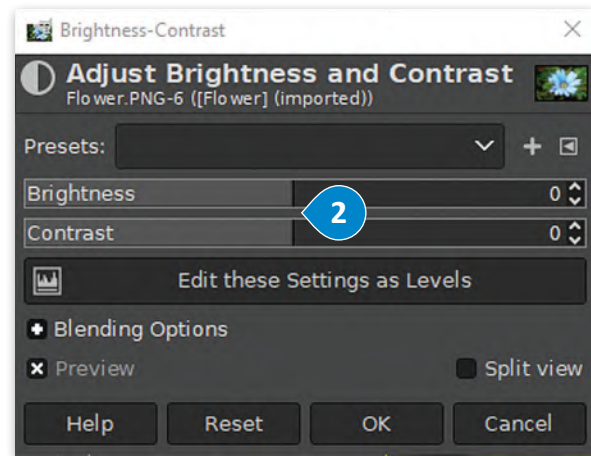 Brightness-Contrast
Adjust Brightness and Contrast
Flower.PNG-6 ([Flower] (imported))
Presets:
Brightness 0
2
Contrast 0
Edit these Settings as Levels
Blending Options
Preview Split view
Help Reset OK Cancel